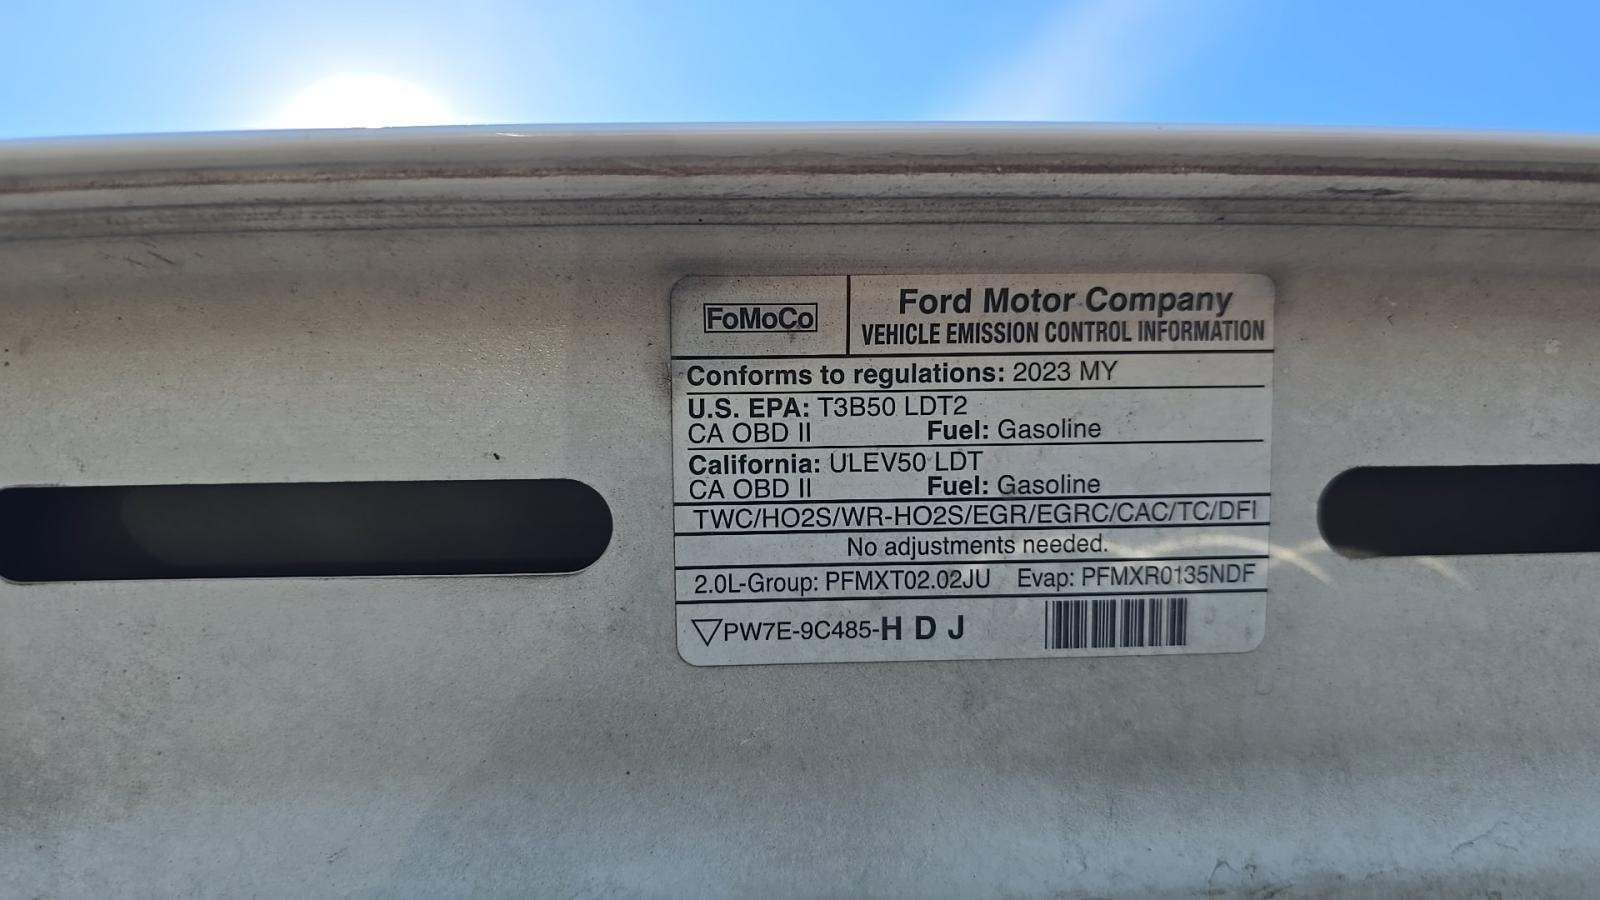 FoMoCo
Ford Motor Company
VEHICLE EMISSION CONTROL INFORMATION
Conforms to regulations: 2023 MY
U.S. EPA: T3B50 LDT2
CA OBD II Fuel: Gasoline
California: ULEV50 LDT
CA OBD II Fuel: Gasoline
TWC/HO2S/WR-HO2S/EGR/EGRC/CAC/TC/DFI
No adjustments needed.
2.0L-Group: PFMXT02.02JU Evap: PFMXR0135NDF
PW7E-9C485-H D J